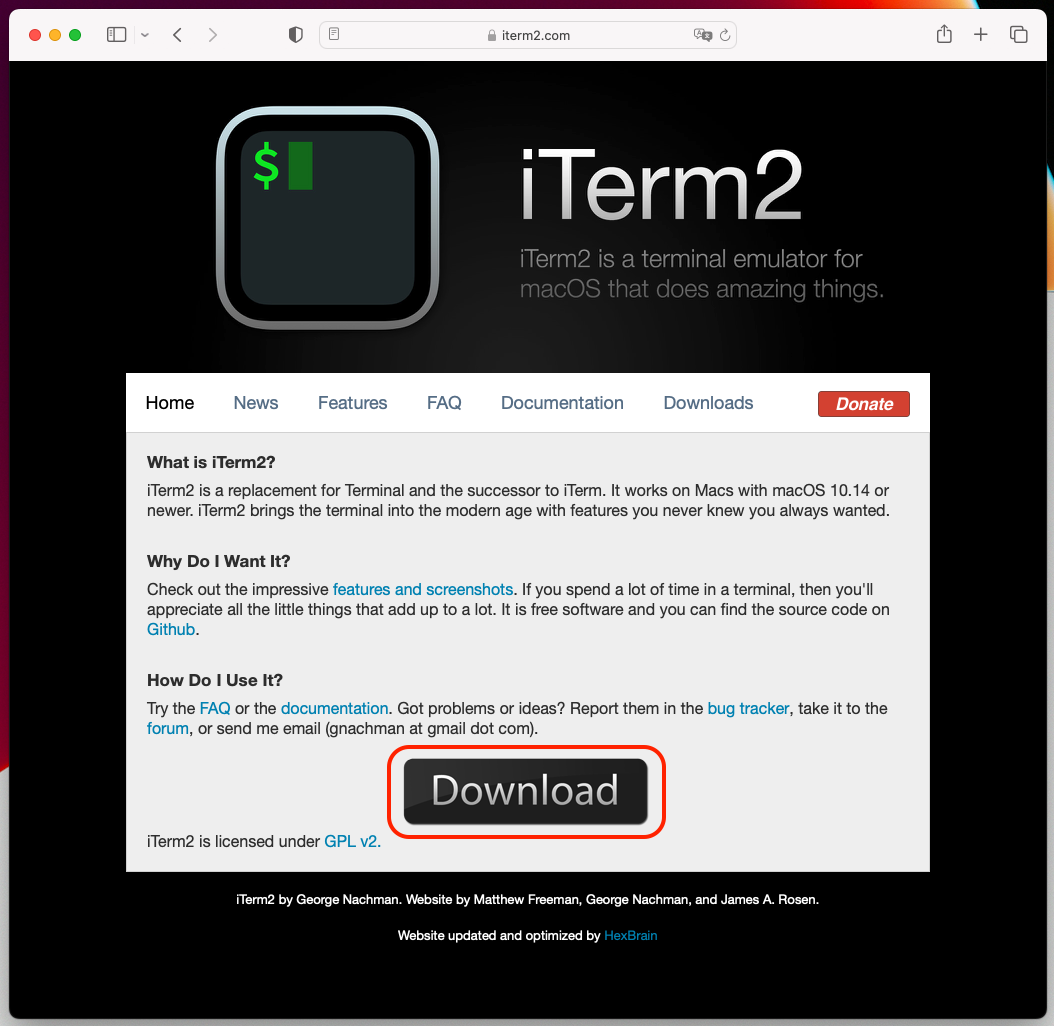 iterm2.com
$
iTerm2
iTerm2 is a terminal emulator for
macOS that does amazing things.
Home News Features FAQ Documentation Downloads Donate
What is iTerm2?
iTerm2 is a replacement for Terminal and the successor to iTerm. It works on Macs with macOS 10.14 or
newer. iTerm2 brings the terminal into the modern age with features you never knew you always wanted.
Why Do I Want It?
Check out the impressive features and screenshots. If you spend a lot of time in a terminal, then you'll
appreciate all the little things that add up to a lot. It is free software and you can find the source code on
Github.
How Do I Use It?
Try the FAQ or the documentation. Got problems or ideas? Report them in the bug tracker, take it to the
forum, or send me email (gnachman at gmail dot com).
Download
iTerm2 is licensed under GPL v2.
iTerm2 by George Nachman. Website by Matthew Freeman, George Nachman, and James A. Rosen.
Website updated and optimized by HexBrain